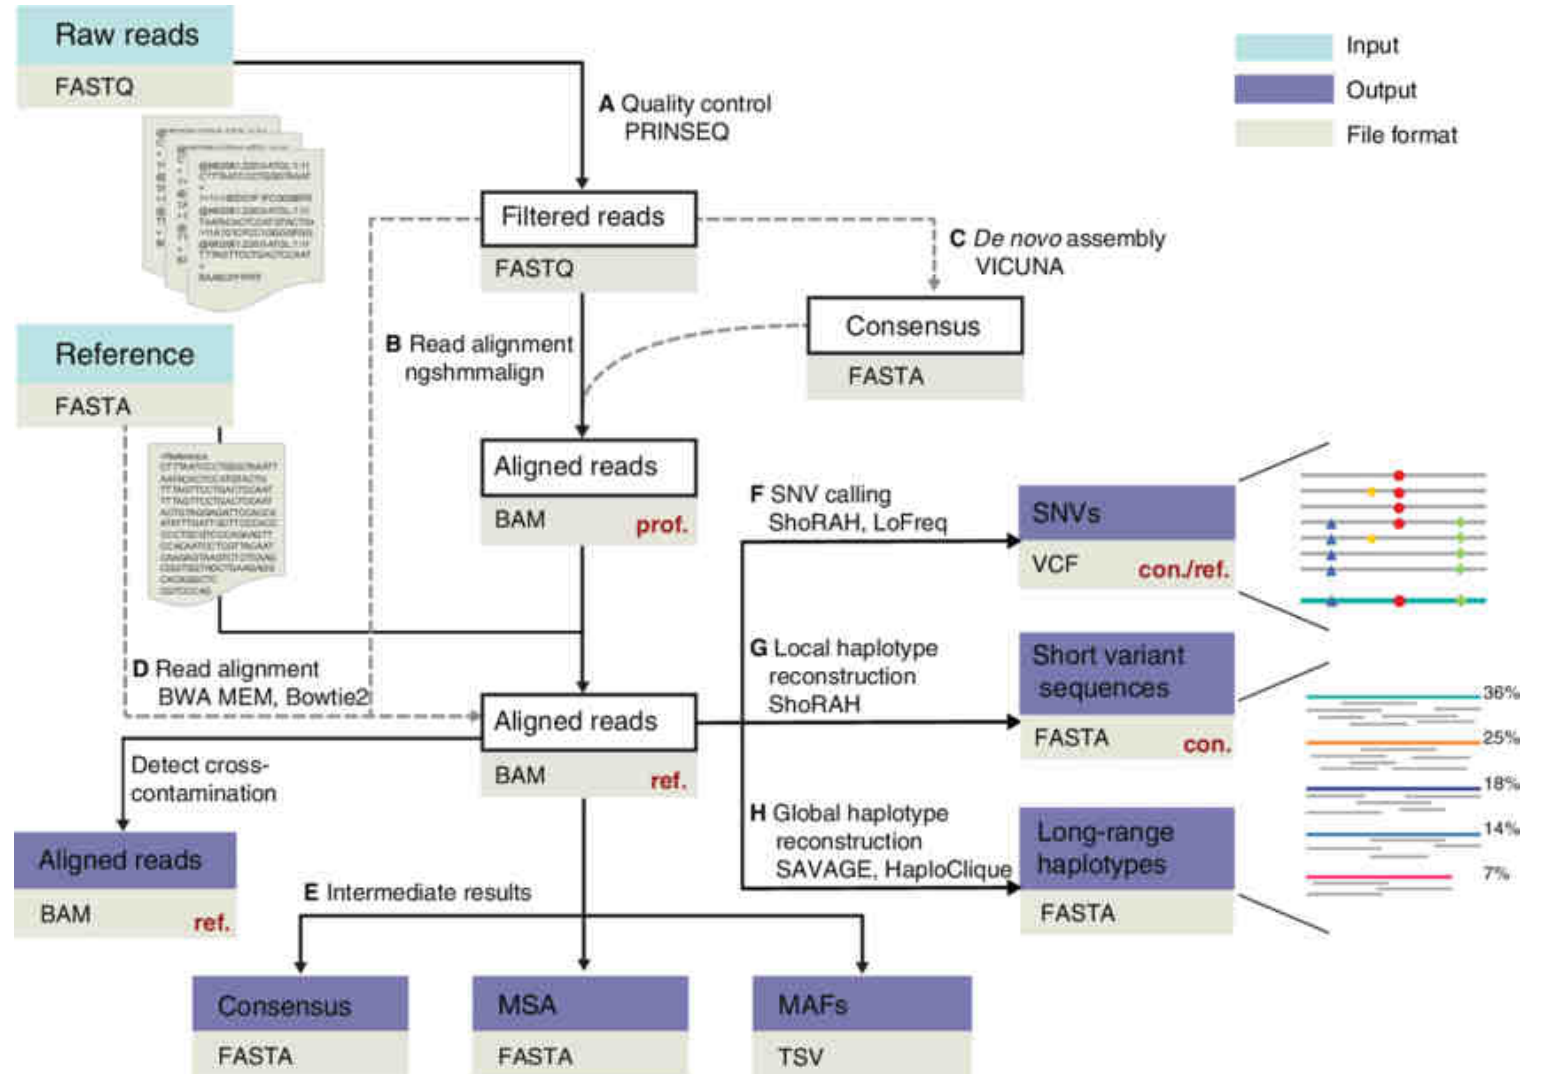 Raw reads
FASTQ
A Quality control
PRINSEQ
Input
Output
File format
Filtered reads
FASTQ
C De novo assembly
VICUNA
Consensus
FASTA
B Read alignment
ngshmmalign
Reference
FASTA
Aligned reads
BAM prof.
F SNV calling
ShoRAH, LoFreq
SNVs
VCF con./ref.
G Local haplotype
reconstruction
ShoRAH
Short variant
sequences
FASTA con.
D Read alignment
BWA MEM, Bowtie2
Aligned reads
BAM ref.
36%
25%
18%
14%
7%
Detect cross-
contamination
H Global haplotype
reconstruction
SAVAGE, HaploClique
Long-range
haplotypes
FASTA
Aligned reads
BAM ref.
E Intermediate results
Consensus
FASTA
MSA
FASTA
MAFs
TSV